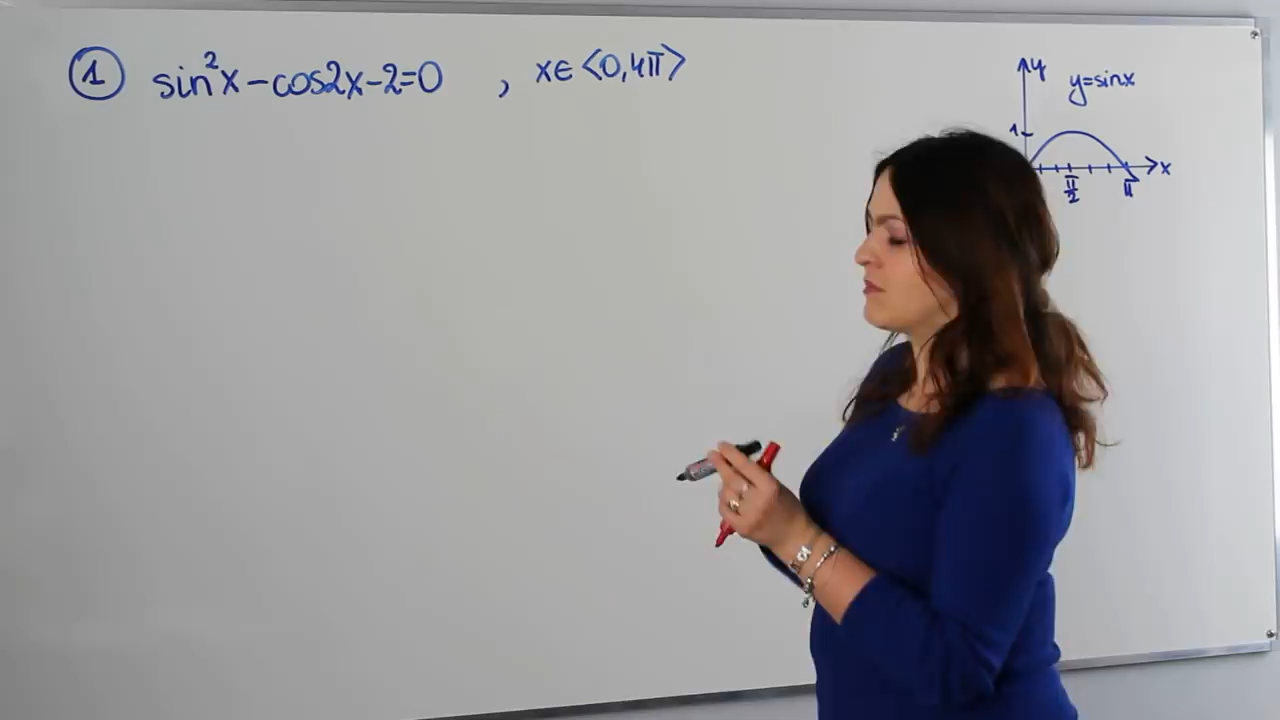 ① sin²x-cos2x-2=0 , x∈⟨0,4π⟩
y y=sinx
1
x
π/2 π